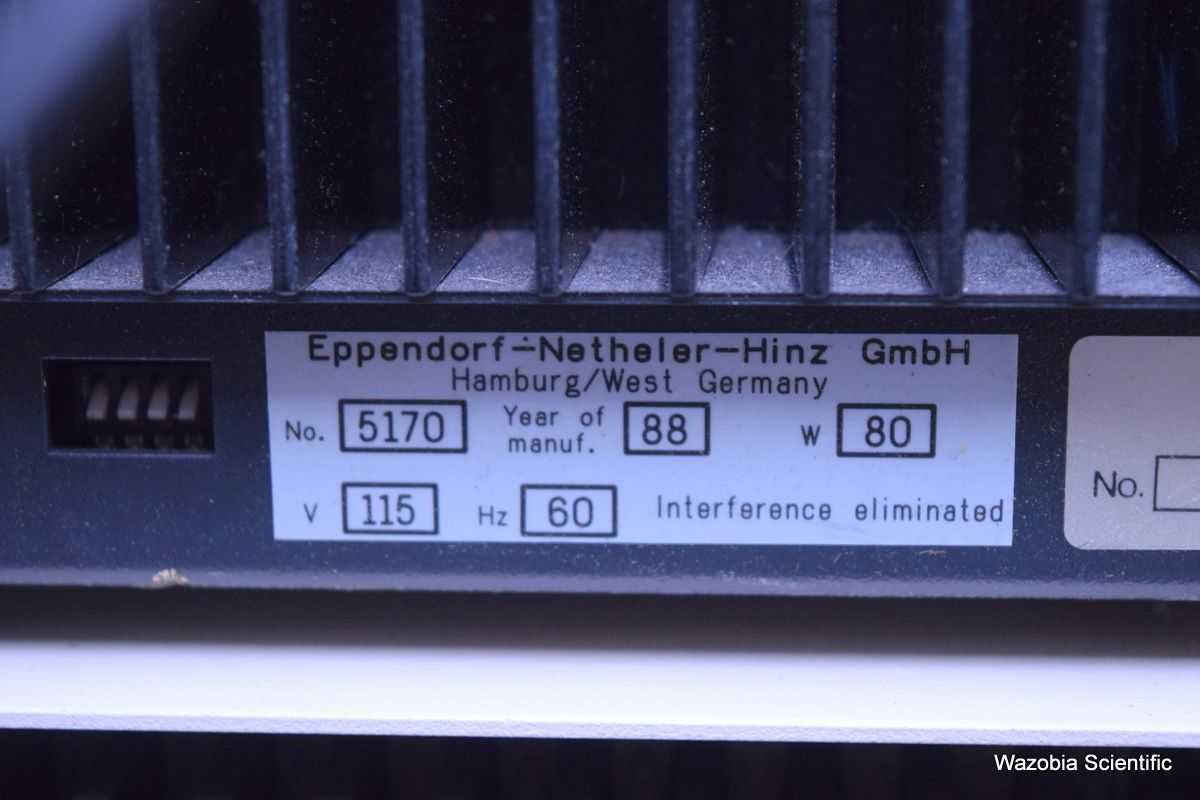 Eppendorf-Netheler-Hinz GmbH
Hamburg/West Germany
No. 5170 Year of manuf. 88 W 80
V 115 Hz 60 Interference eliminated
No.
Wazobia Scientific